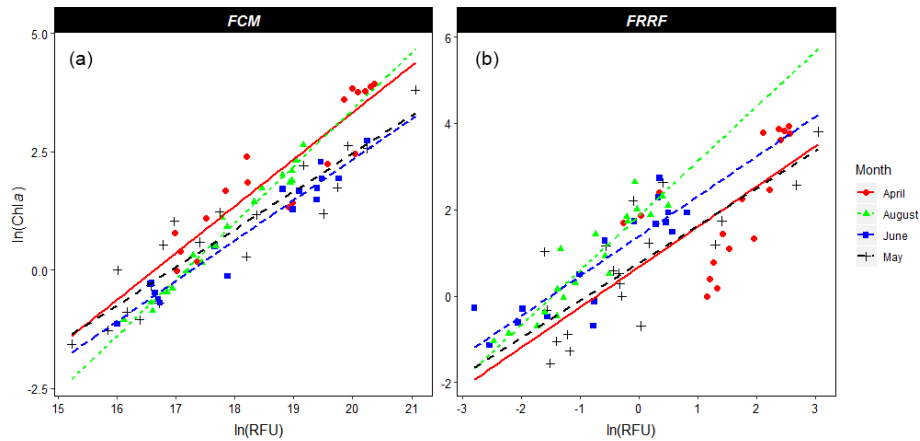 FCM
FRRF
(a)
(b)
ln(Chl a)
5.0
2.5
0.0
-2.5
15 16 17 18 19 20 21
ln(RFU)
6
4
2
0
-2
-3 -2 -1 0 1 2 3
ln(RFU)
Month
April
August
June
May